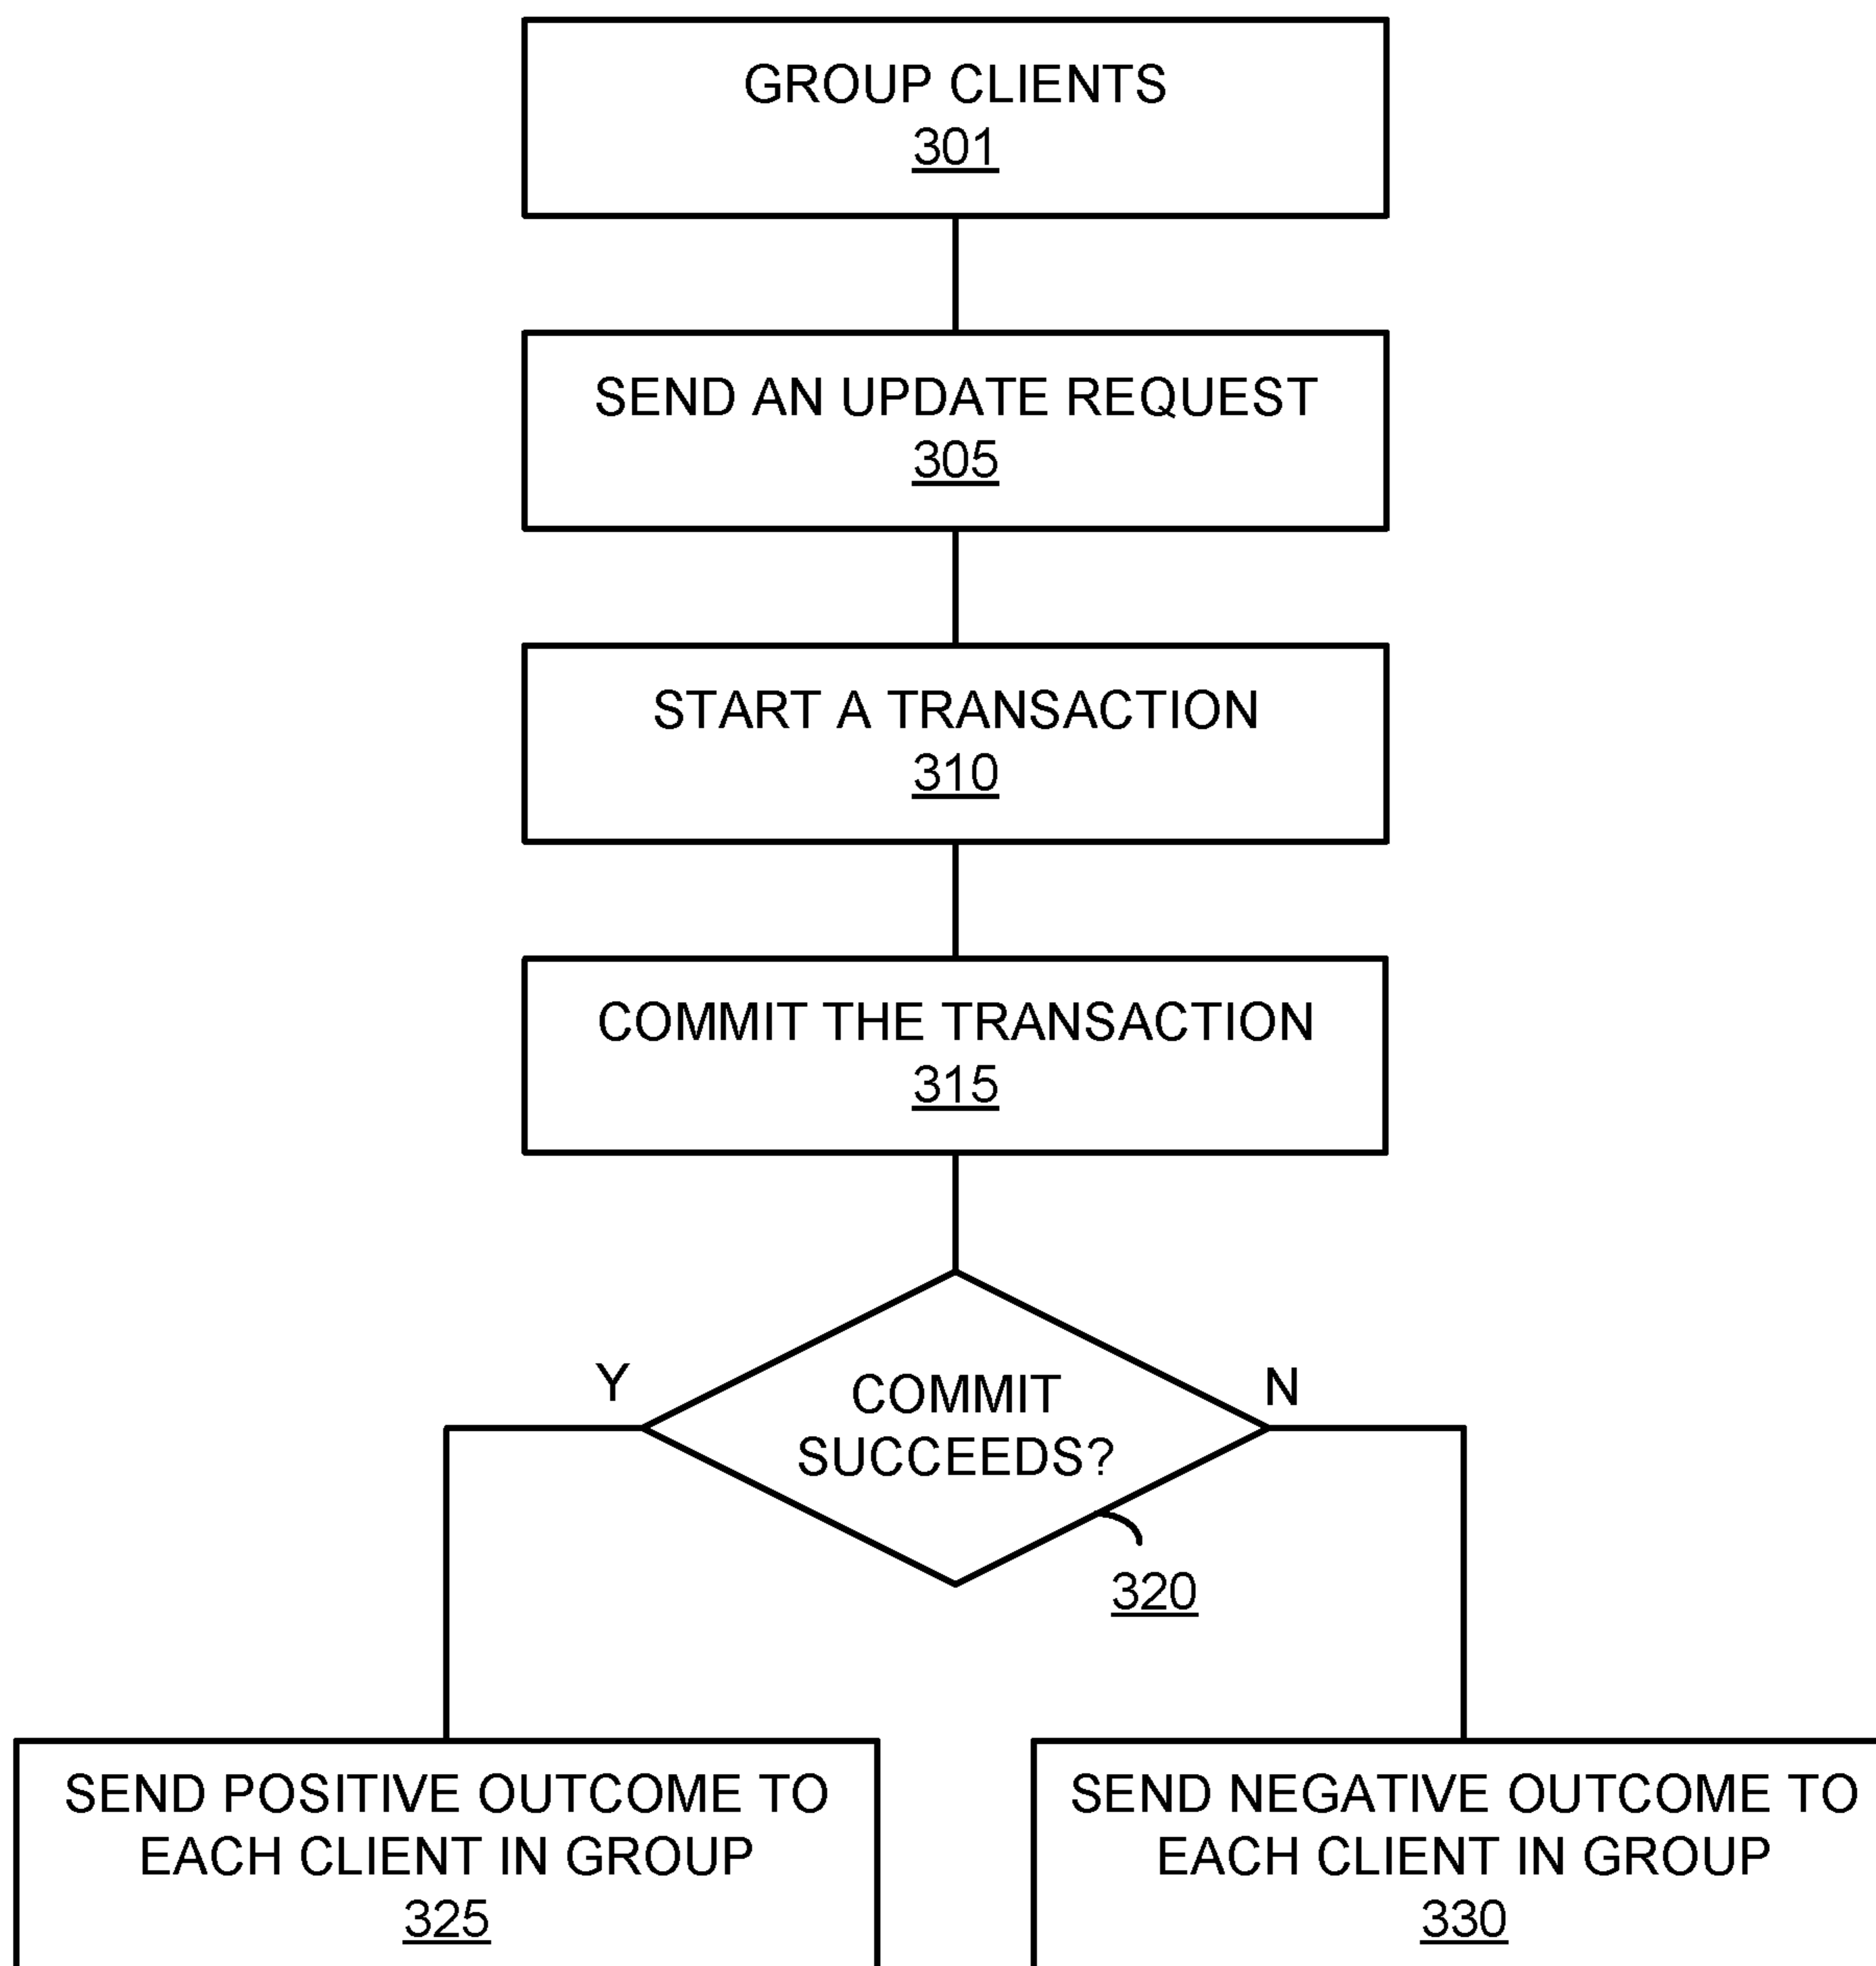 GROUP CLIENTS
301
SEND AN UPDATE REQUEST
305
START A TRANSACTION
310
COMMIT THE TRANSACTION
315
Y
COMMIT
SUCCEEDS?
N
320
SEND POSITIVE OUTCOME TO
EACH CLIENT IN GROUP
325
SEND NEGATIVE OUTCOME TO
EACH CLIENT IN GROUP
330